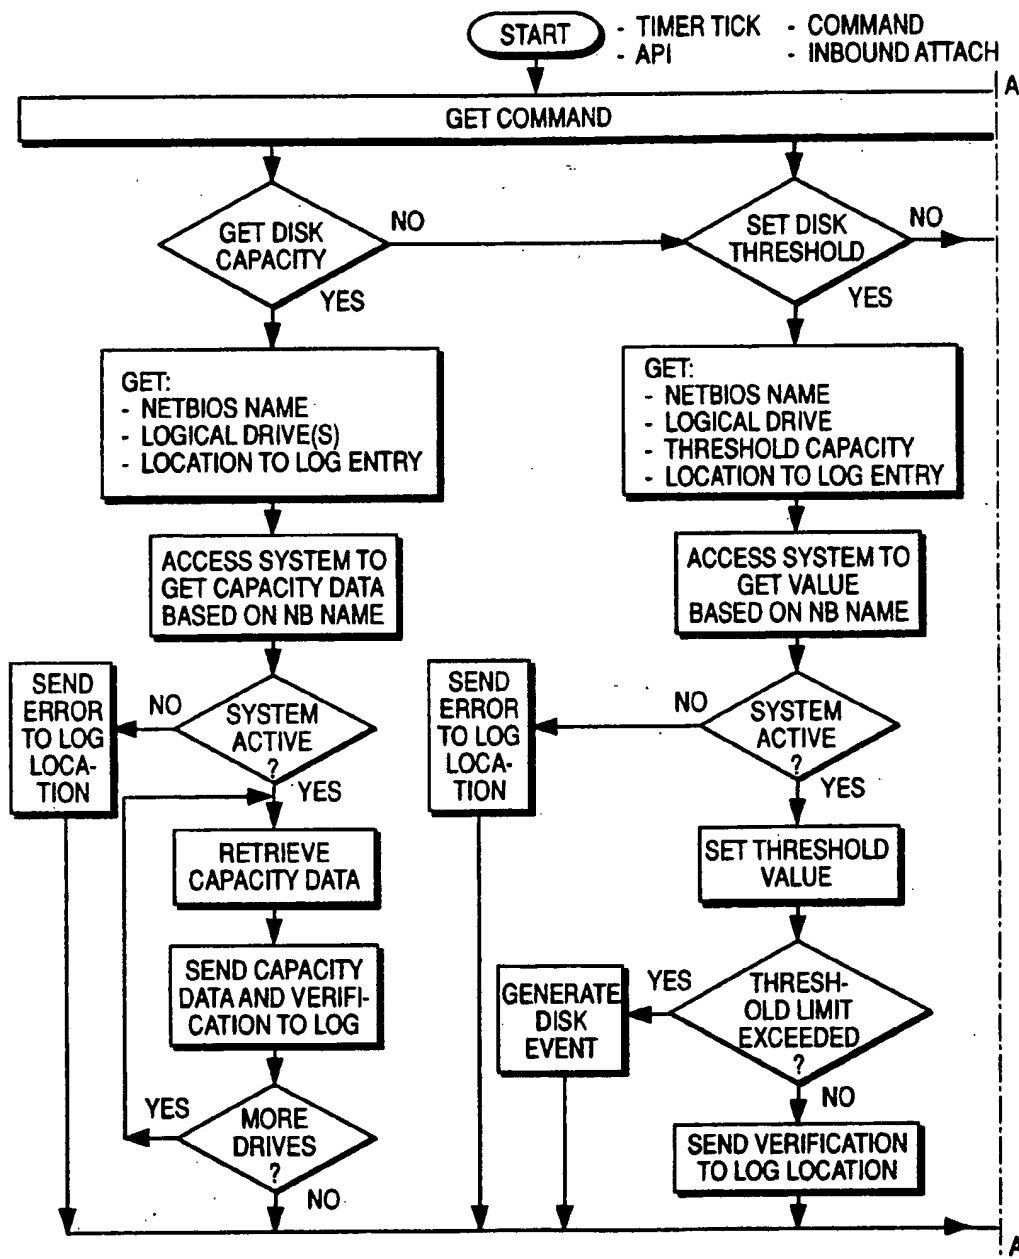 START
- TIMER TICK
- API
- COMMAND
- INBOUND ATTACH
A
GET COMMAND
GET DISK
CAPACITY
NO
YES
SET DISK
THRESHOLD
NO
YES
GET:
- NETBIOS NAME
- LOGICAL DRIVE(S)
- LOCATION TO LOG ENTRY
GET:
- NETBIOS NAME
- LOGICAL DRIVE
- THRESHOLD CAPACITY
- LOCATION TO LOG ENTRY
ACCESS SYSTEM TO
GET CAPACITY DATA
BASED ON NB NAME
ACCESS SYSTEM TO
GET VALUE
BASED ON NB NAME
SEND
ERROR
TO LOG
LOCA-
TION
NO
SYSTEM
ACTIVE
?
YES
SEND
ERROR
TO LOG
LOCA-
TION
NO
SYSTEM
ACTIVE
?
YES
RETRIEVE
CAPACITY DATA
SET THRESHOLD
VALUE
SEND CAPACITY
DATA AND VERIFI-
CATION TO LOG
GENERATE
DISK
EVENT
YES
THRESH-
OLD LIMIT
EXCEEDED
?
NO
YES
MORE
DRIVES
?
NO
SEND VERIFICATION
TO LOG LOCATION
A